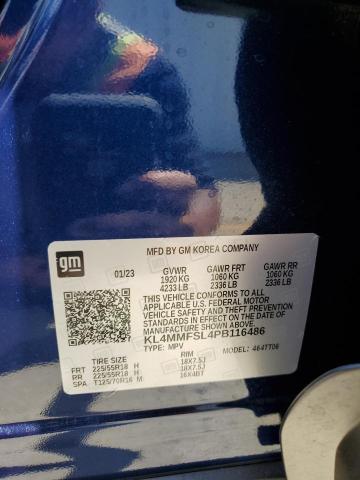 MFD BY GM KOREA COMPANY
gm
01/23 GVWR GAWR FRT GAWR RR
1920 KG 1060 KG 1060 KG
4233 LB 2336 LB 2336 LB
THIS VEHICLE CONFORMS TO ALL
APPLICABLE U.S. FEDERAL MOTOR
VEHICLE SAFETY AND THEFT PREVENTION
STANDARDS IN EFFECT ON THE DATE OF
MANUFACTURE SHOWN ABOVE.
KL4MMFSL4PB116486
TYPE: MPV MODEL: 4847T06
TIRE SIZE RIM
FRT 225/55R18 H 18X7.5J
RR 225/55R18 H 18X7.5J
SPA T125/70R16 M 16X4BT